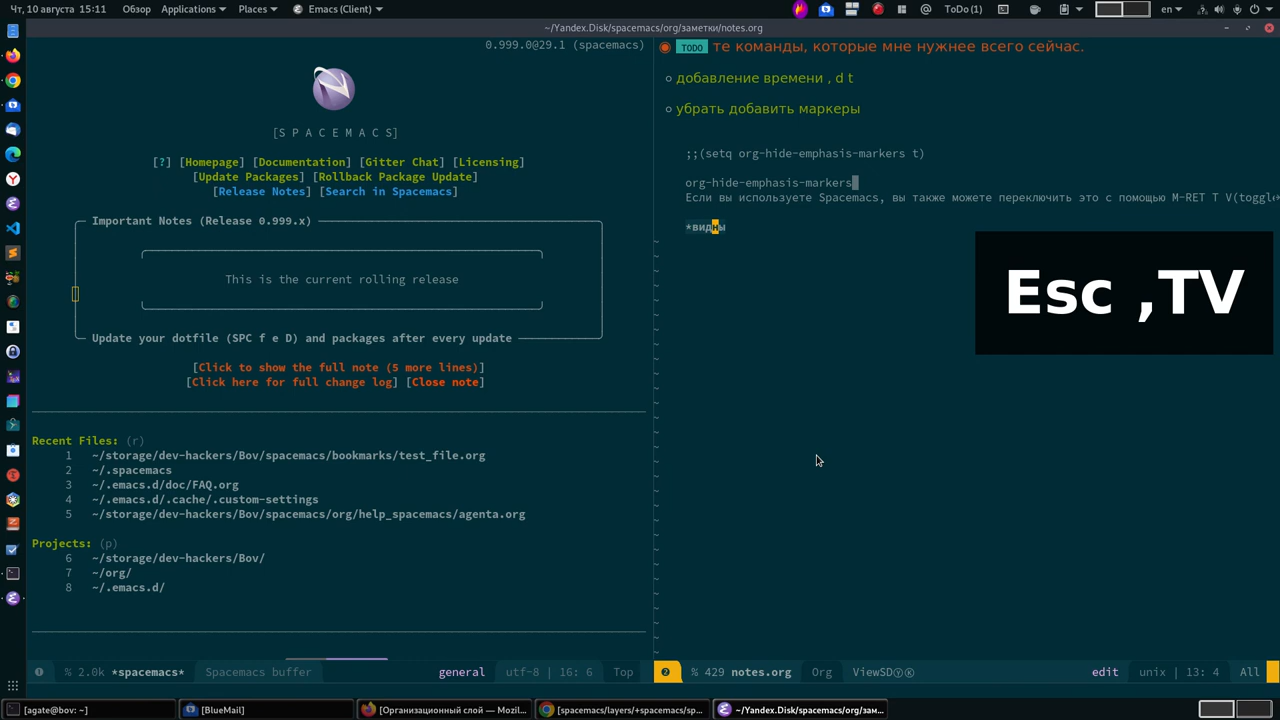 Чт, 10 августа 15:11 Обзор Applications Places Emacs (Client) ToDo (1) en
~/Yandex.Disk/spacemacs/org/заметки/notes.org
0.999.0@29.1 (spacemacs)
[S P A C E M A C S]
[?] [Homepage] [Documentation] [Gitter Chat] [Licensing]
[Update Packages] [Rollback Package Update]
[Release Notes] [Search in Spacemacs]
Important Notes (Release 0.999.x)
This is the current rolling release
Update your dotfile (SPC f e D) and packages after every update
[Click to show the full note (5 more lines)]
[Click here for full change log] [Close note]
Recent Files: (r)
1 ~/storage/dev-hackers/Bov/spacemacs/bookmarks/test_file.org
2 ~/.spacemacs
3 ~/.emacs.d/doc/FAQ.org
4 ~/.emacs.d/.cache/.custom-settings
5 ~/storage/dev-hackers/Bov/spacemacs/org/help_spacemacs/agenta.org
Projects: (p)
6 ~/storage/dev-hackers/Bov/
7 ~/org/
8 ~/.emacs.d/
% 2.0k *spacemacs* Spacemacs buffer general utf-8 | 16: 6 Top
TODO те команды, которые мне нужнее всего сейчас.
добавление времени , d t
убрать добавить маркеры
;;(setq org-hide-emphasis-markers t)
org-hide-emphasis-markers
Если вы используете Spacemacs, вы также можете переключить это с помощью M-RET T V(toggl
*видны
Esc ,TV
❷ % 429 notes.org Org ViewSDⓎⓀ edit unix | 13: 4 All
[agate@bov: ~] [BlueMail] [Организационный слой — Mozil... [spacemacs/layers/+spacemacs/sp... ~/Yandex.Disk/spacemacs/org/зам...